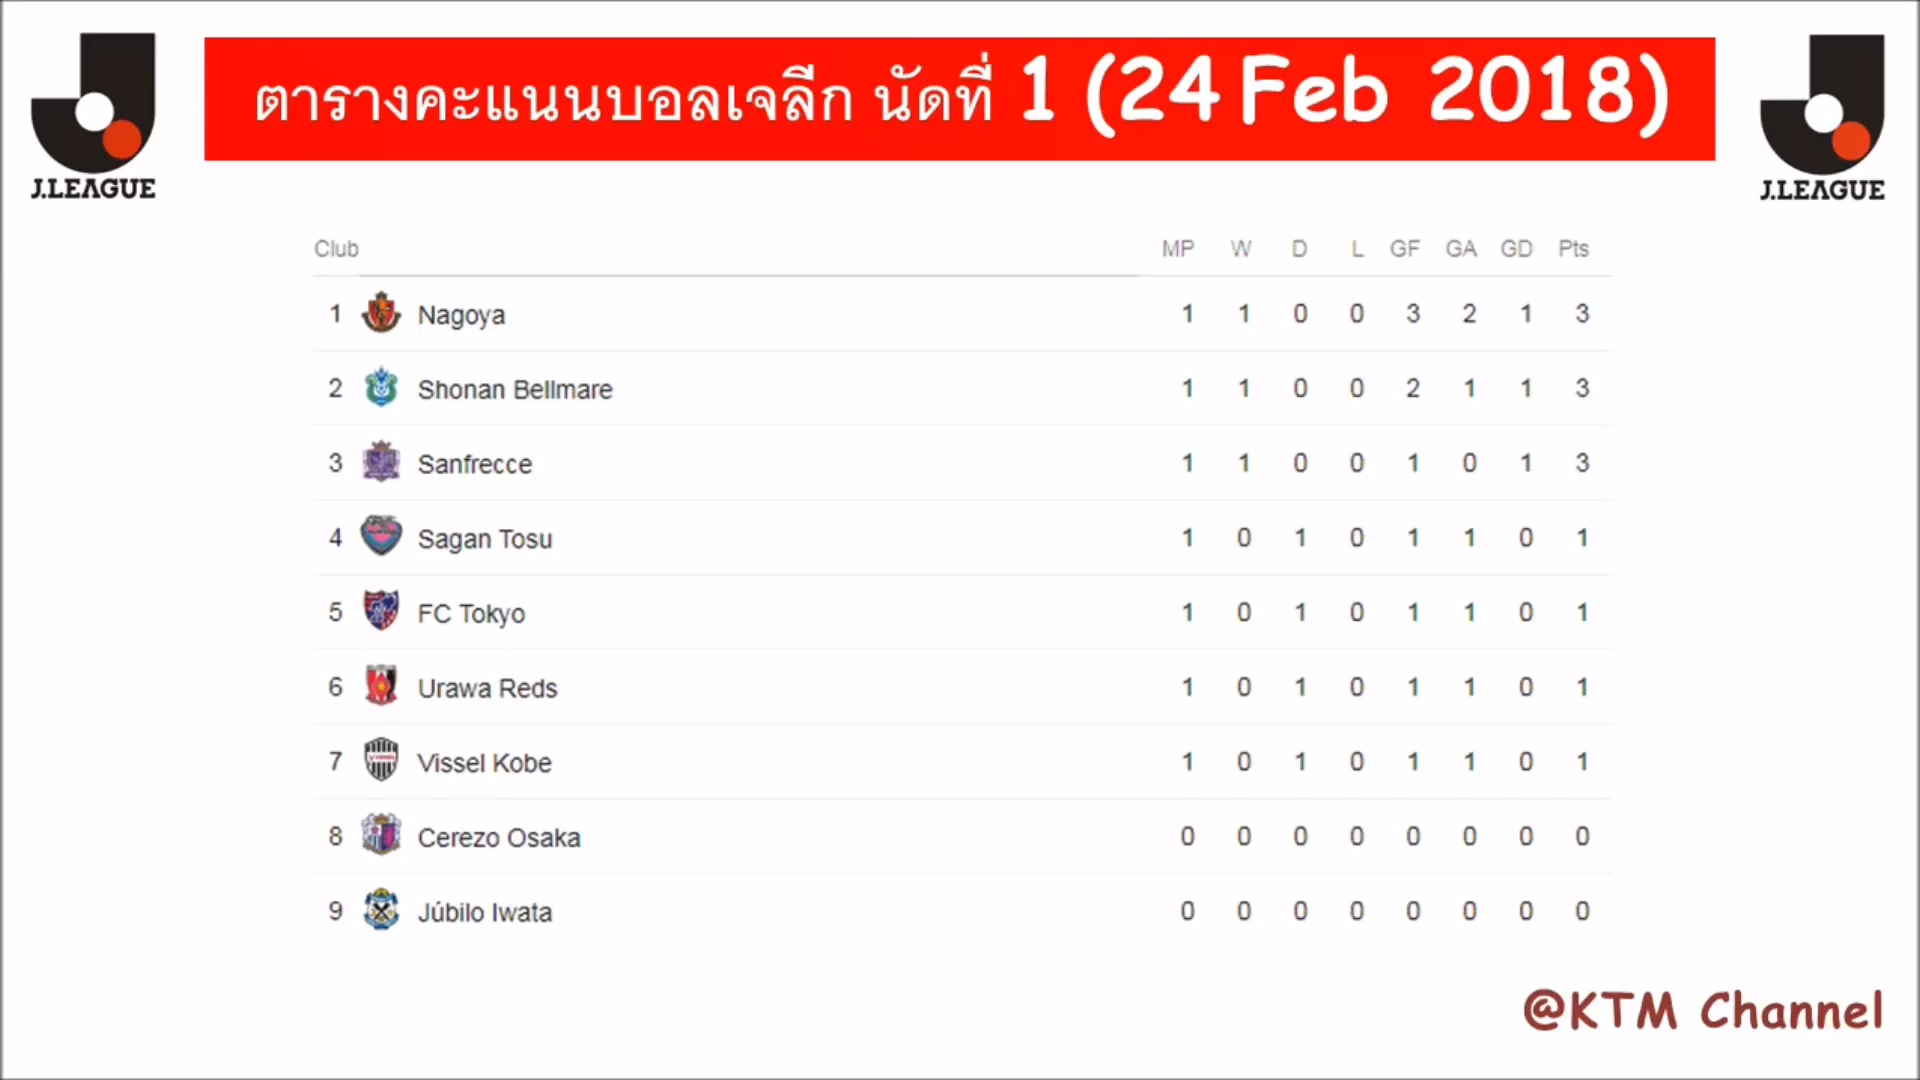 ตารางคะแนนบอลเจลีก นัดที่ 1 (24 Feb 2018)
J.LEAGUE
J.LEAGUE
Club MP W D L GF GA GD Pts
1 Nagoya 1 1 0 0 3 2 1 3
2 Shonan Bellmare 1 1 0 0 2 1 1 3
3 Sanfrecce 1 1 0 0 1 0 1 3
4 Sagan Tosu 1 0 1 0 1 1 0 1
5 FC Tokyo 1 0 1 0 1 1 0 1
6 Urawa Reds 1 0 1 0 1 1 0 1
7 Vissel Kobe 1 0 1 0 1 1 0 1
8 Cerezo Osaka 0 0 0 0 0 0 0 0
9 Júbilo Iwata 0 0 0 0 0 0 0 0
@KTM Channel